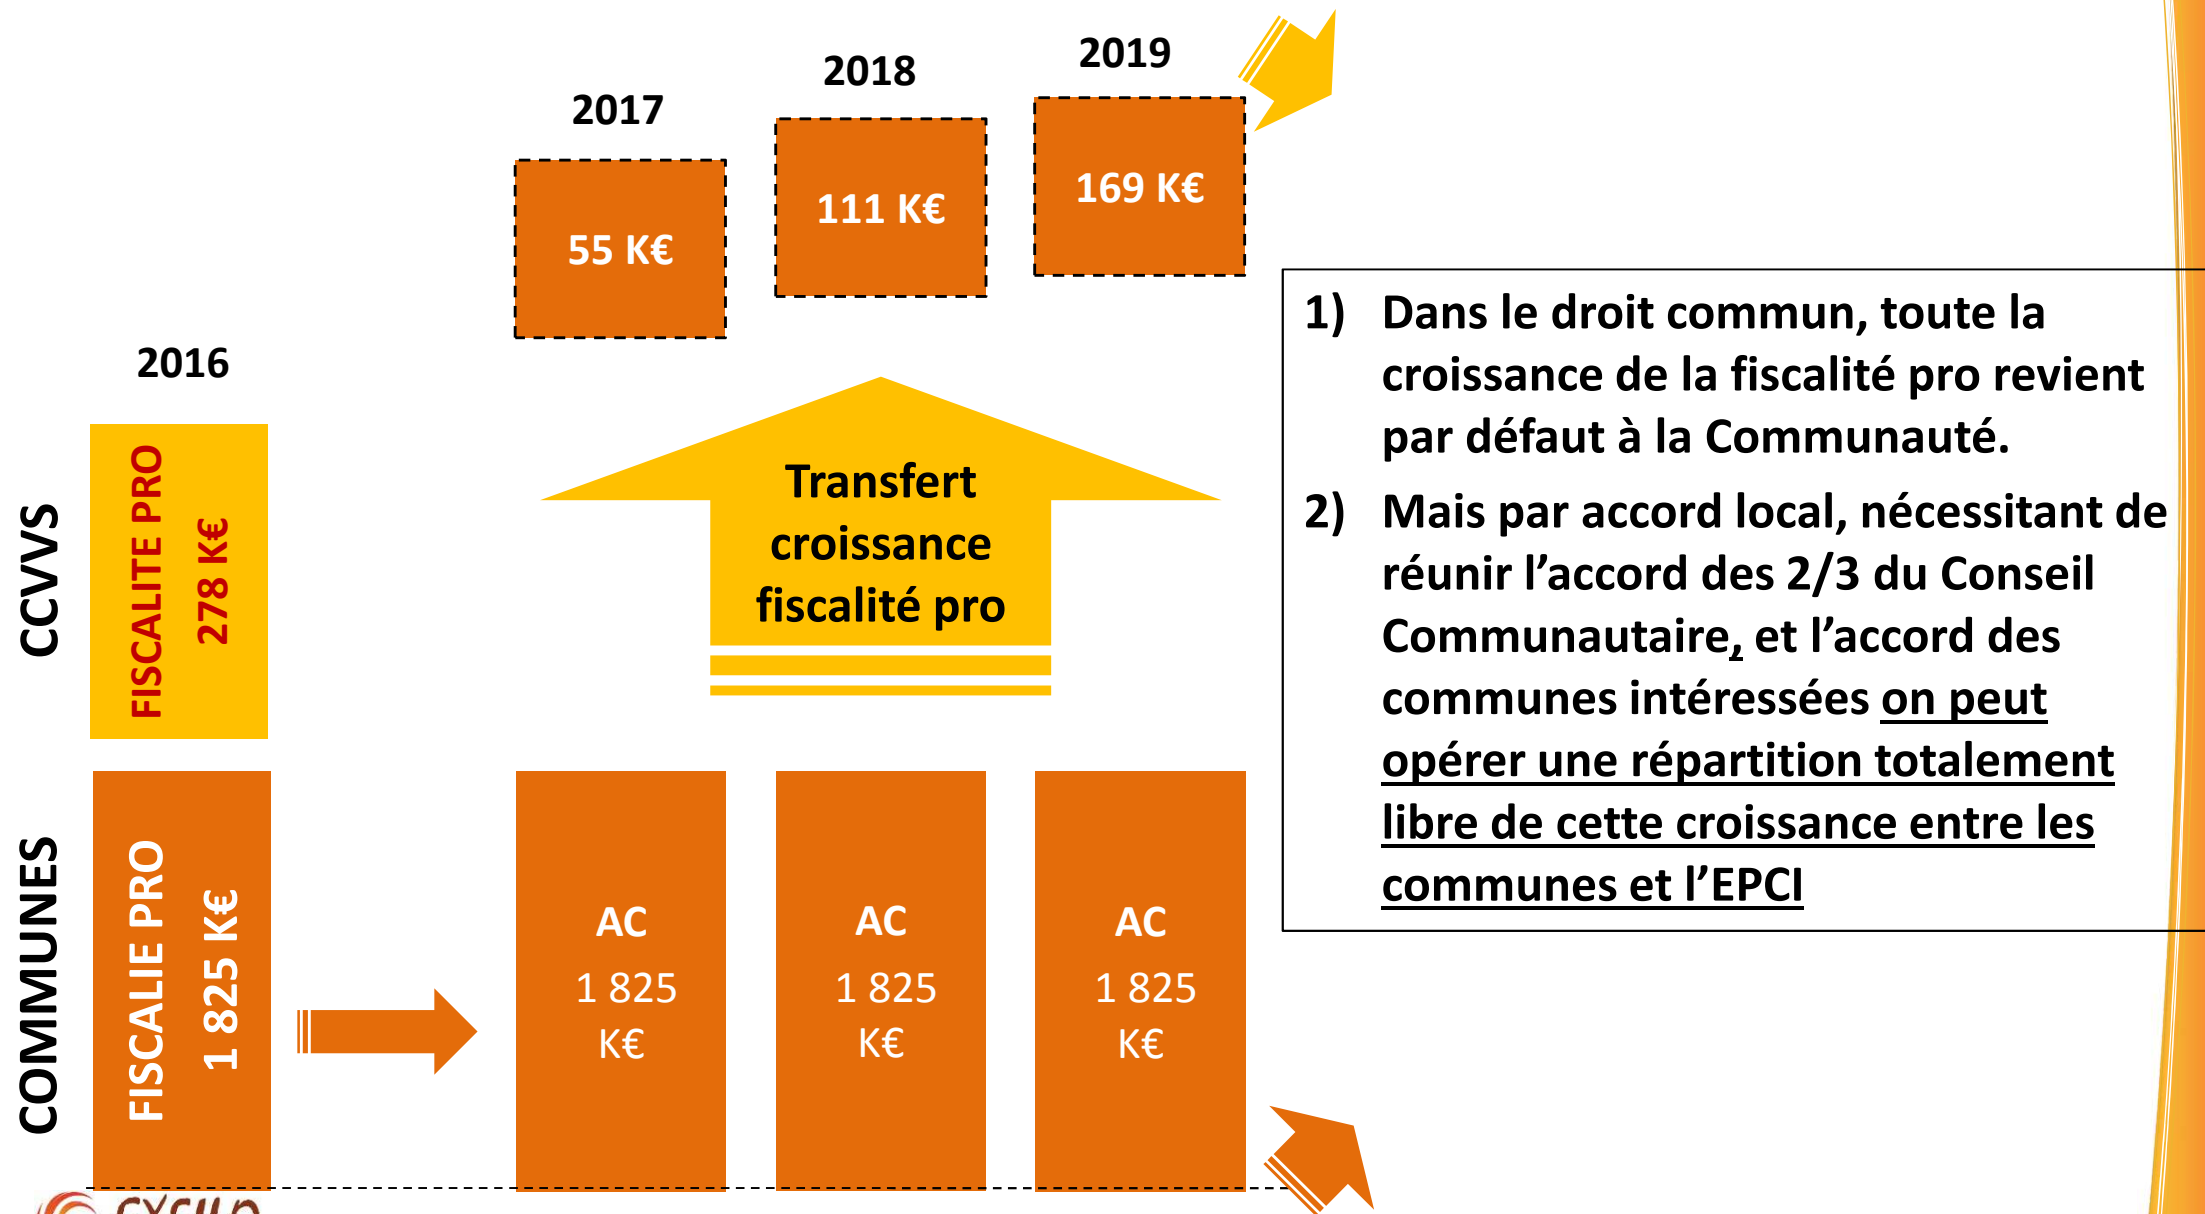 2017
2018
2019
55 K€
111 K€
169 K€
2016
CCVVS
FISCALITE PRO
278 K€
Transfert
croissance
fiscalité pro
1) Dans le droit commun, toute la
croissance de la fiscalité pro revient
par défaut à la Communauté.
2) Mais par accord local, nécessitant de
réunir l’accord des 2/3 du Conseil
Communautaire, et l’accord des
communes intéressées on peut
opérer une répartition totalement
libre de cette croissance entre les
communes et l’EPCI
COMMUNES
FISCALIE PRO
1 825 K€
AC
1 825
K€
AC
1 825
K€
AC
1 825
K€